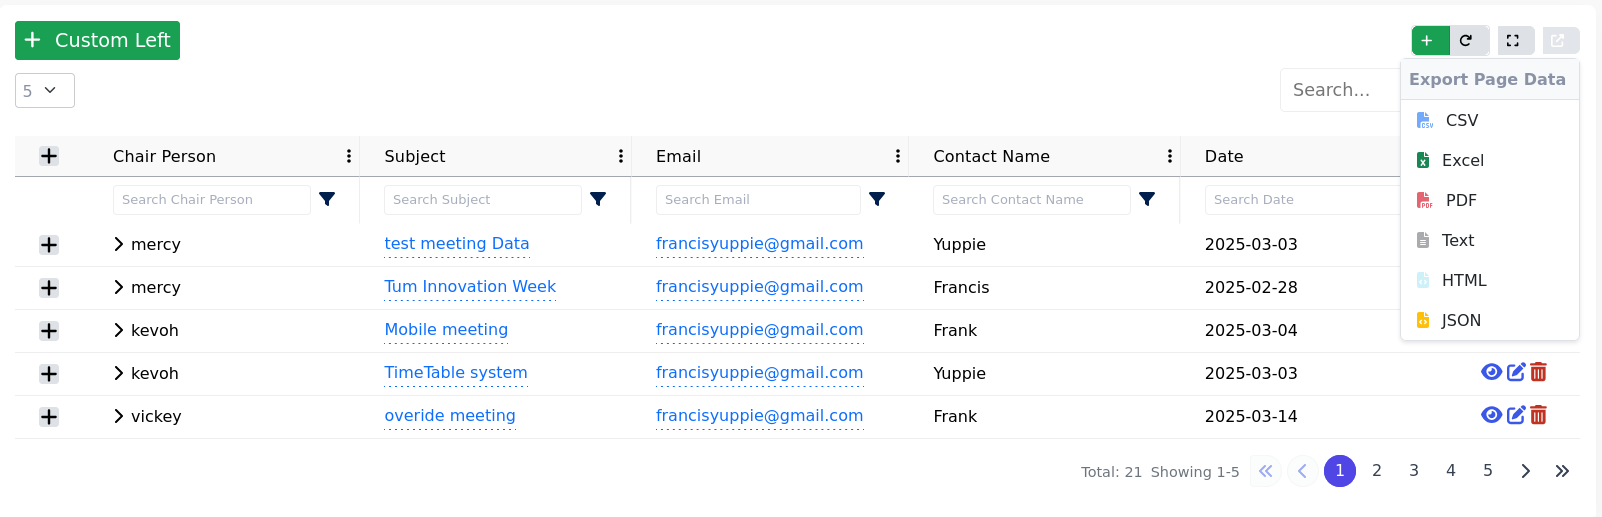 + Custom Left
5
Search...
Export Page Data
CSV
Excel
PDF
Text
HTML
JSON
Chair Person Subject Email Contact Name Date
Search Chair Person Search Subject Search Email Search Contact Name Search Date
mercy test meeting Data francisyuppie@gmail.com Yuppie 2025-03-03
mercy Tum Innovation Week francisyuppie@gmail.com Francis 2025-02-28
kevoh Mobile meeting francisyuppie@gmail.com Frank 2025-03-04
kevoh TimeTable system francisyuppie@gmail.com Yuppie 2025-03-03
vickey overide meeting francisyuppie@gmail.com Frank 2025-03-14
Total: 21 Showing 1-5 1 2 3 4 5